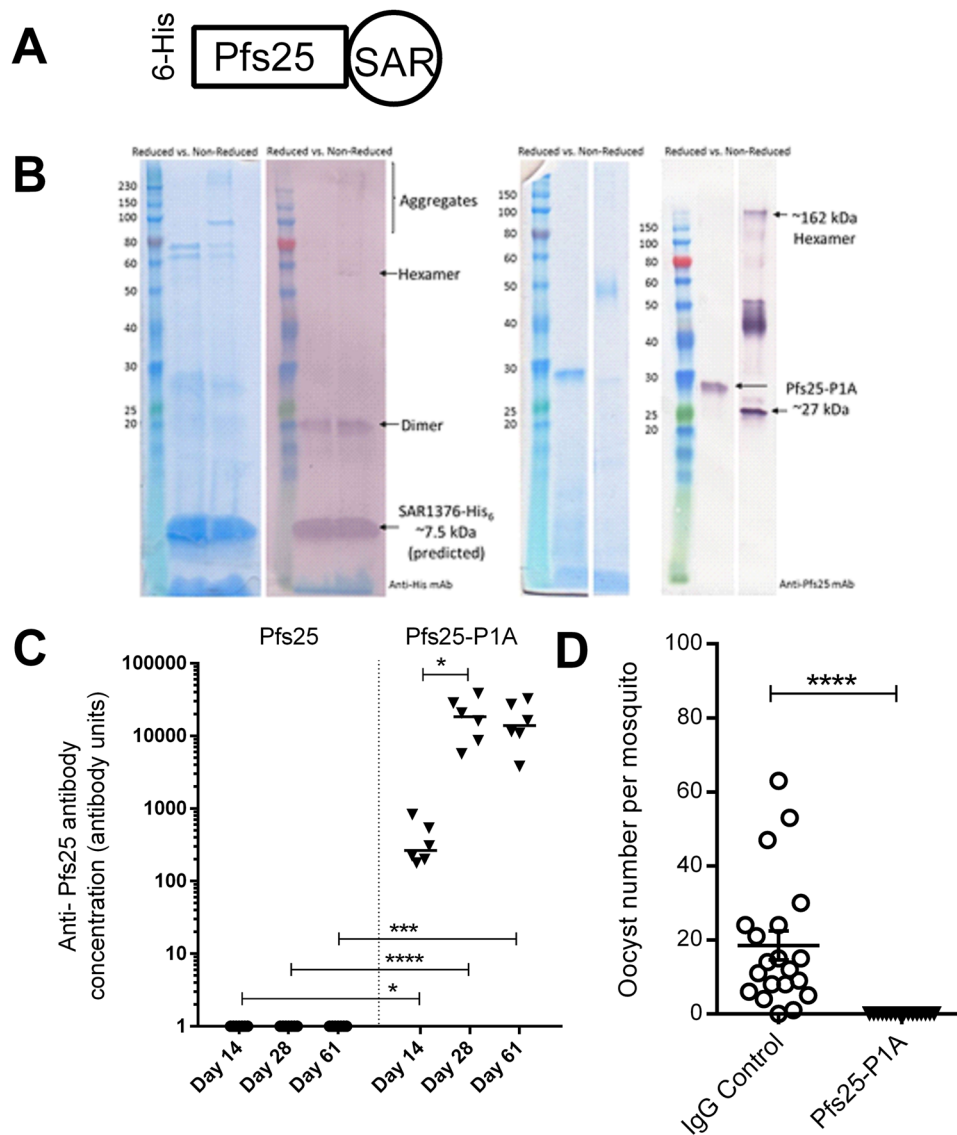 A
6-His
Pfs25
SAR
B
Reduced vs. Non-Reduced
Reduced vs. Non-Reduced
Reduced vs. Non-Reduced
Reduced vs. Non-Reduced
230
150
100
80
60
50
40
30
25
20
Aggregates
Hexamer
Dimer
SAR1376-His6
~7.5 kDa
(predicted)
Anti-His mAb
150
100
80
60
50
40
30
25
20
150
100
80
60
50
40
30
25
20
~162 kDa
Hexamer
Pfs25-P1A
~27 kDa
Anti-Pfs25 mAb
C
Pfs25
Pfs25-P1A
Anti- Pfs25 antibody
concentration (antibody units)
100000
10000
1000
100
10
1
*
***
****
*
Day 14
Day 28
Day 61
Day 14
Day 28
Day 61
D
Oocyst number per mosquito
100
80
60
40
20
0
****
IgG Control
Pfs25-P1A